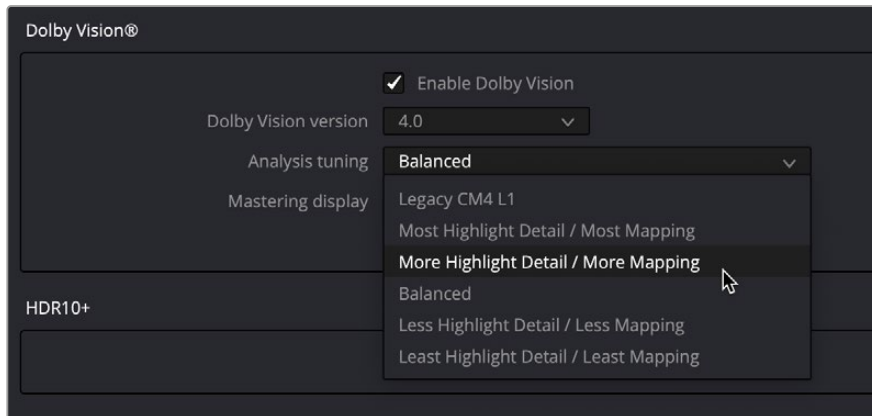 Dolby Vision®
Enable Dolby Vision
Dolby Vision version 4.0
Analysis tuning Balanced
Mastering display
Legacy CM4 L1
Most Highlight Detail / Most Mapping
More Highlight Detail / More Mapping
Balanced
Less Highlight Detail / Less Mapping
Least Highlight Detail / Least Mapping
HDR10+